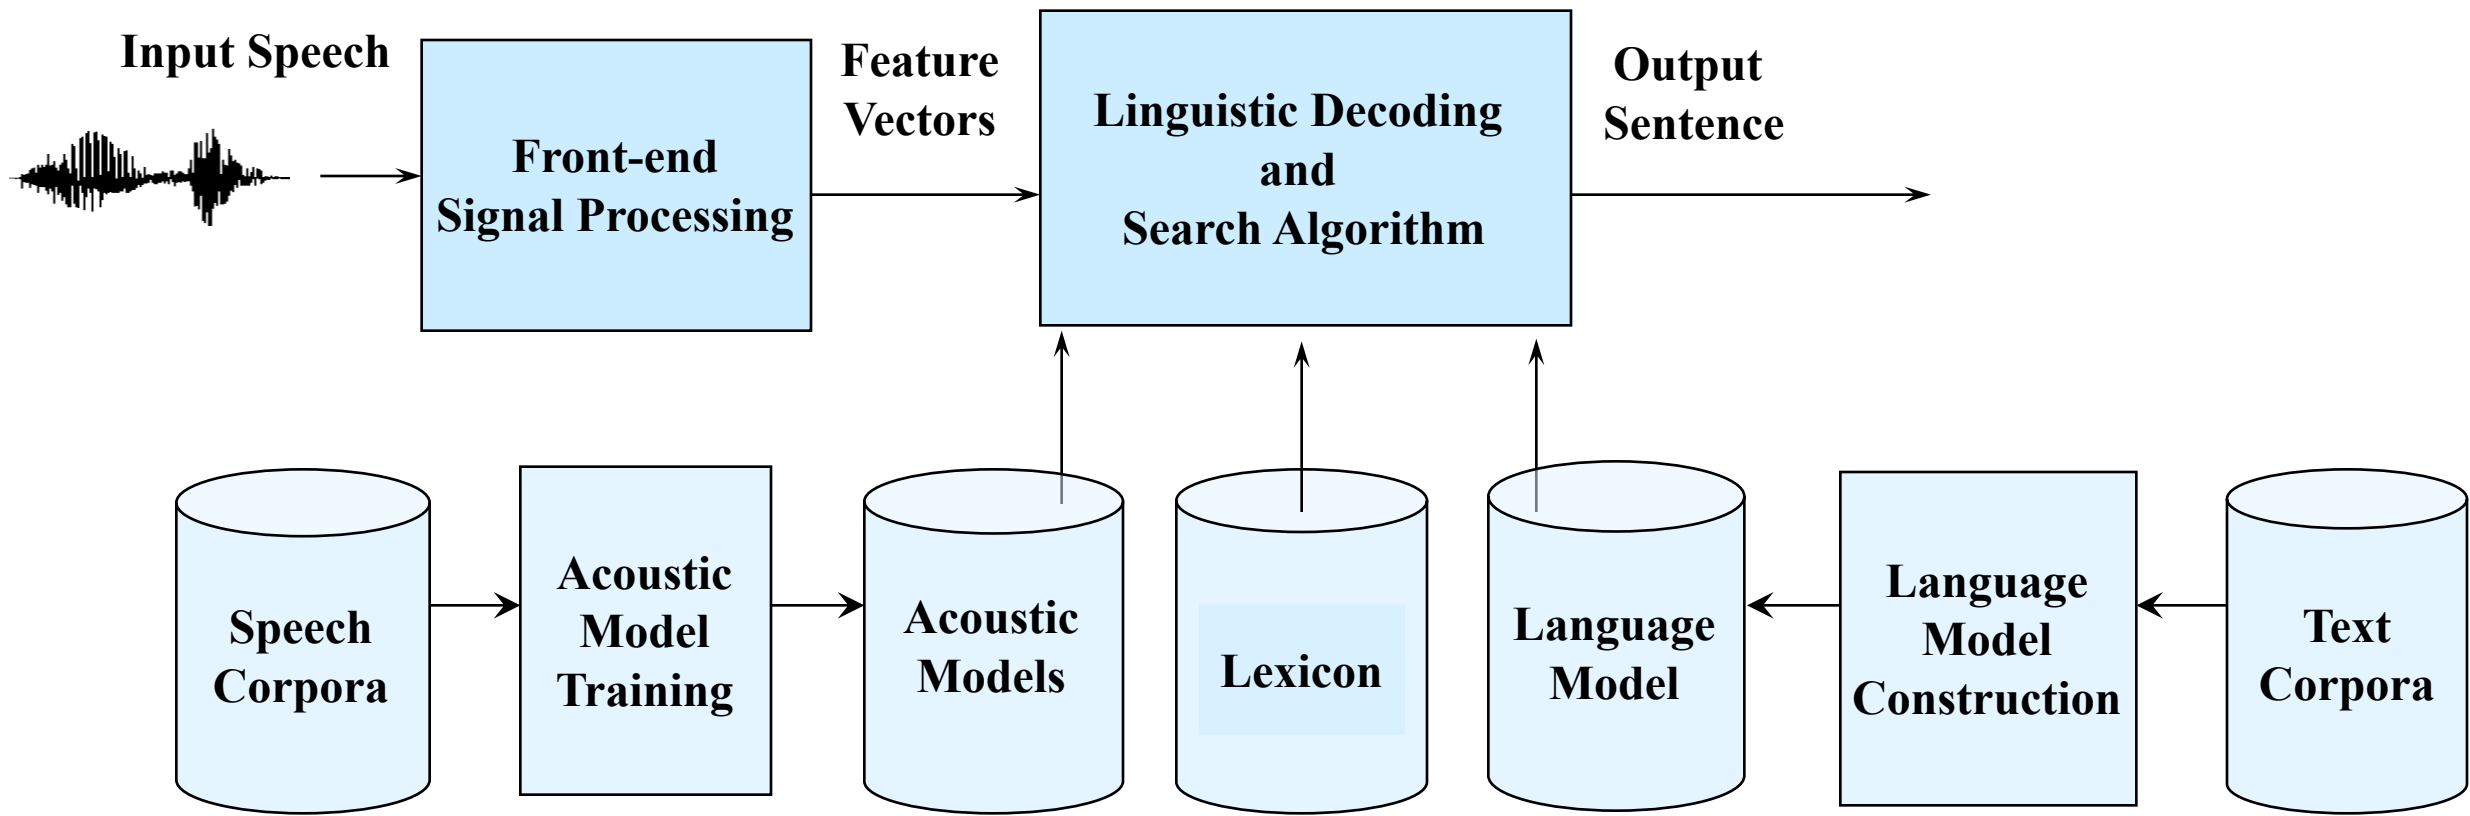 Input Speech
Front-end
Signal Processing
Feature
Vectors
Linguistic Decoding
and
Search Algorithm
Output
Sentence
Speech
Corpora
Acoustic
Model
Training
Acoustic
Models
Lexicon
Language
Model
Language
Model
Construction
Text
Corpora